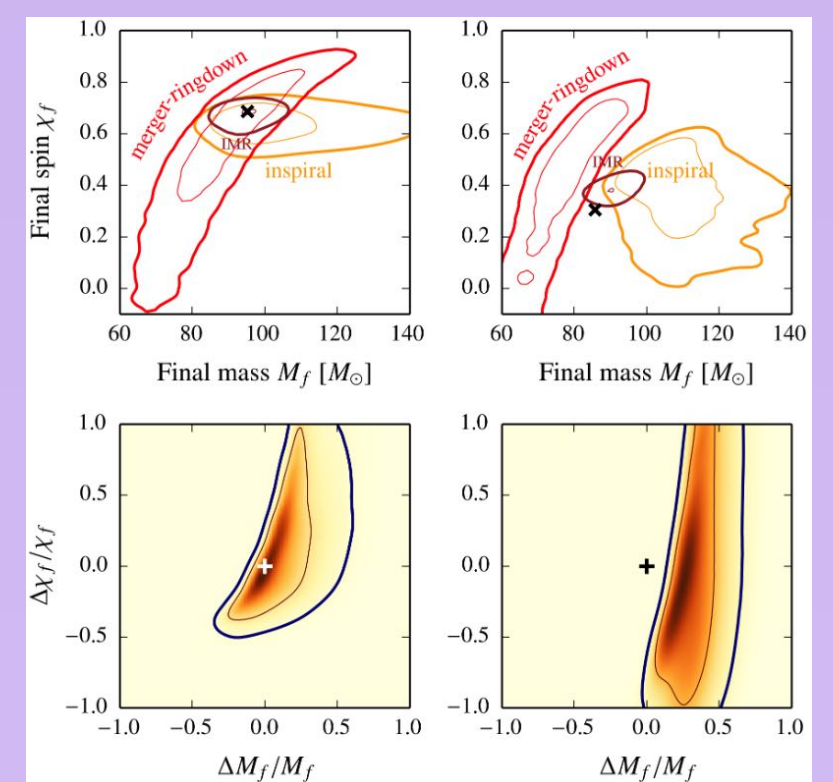 1.0
0.8
0.6
0.4
0.2
0.0
Final spin χ_f
merger-ringdown
IMR
inspiral
60 80 100 120 140
Final mass M_f [M_⊙]
1.0
0.8
0.6
0.4
0.2
0.0
merger-ringdown
IMR
inspiral
60 80 100 120 140
Final mass M_f [M_⊙]
1.0
0.5
0.0
−0.5
−1.0
Δχ_f/χ_f
−1.0 −0.5 0.0 0.5 1.0
ΔM_f/M_f
1.0
0.5
0.0
−0.5
−1.0
−1.0 −0.5 0.0 0.5 1.0
ΔM_f/M_f